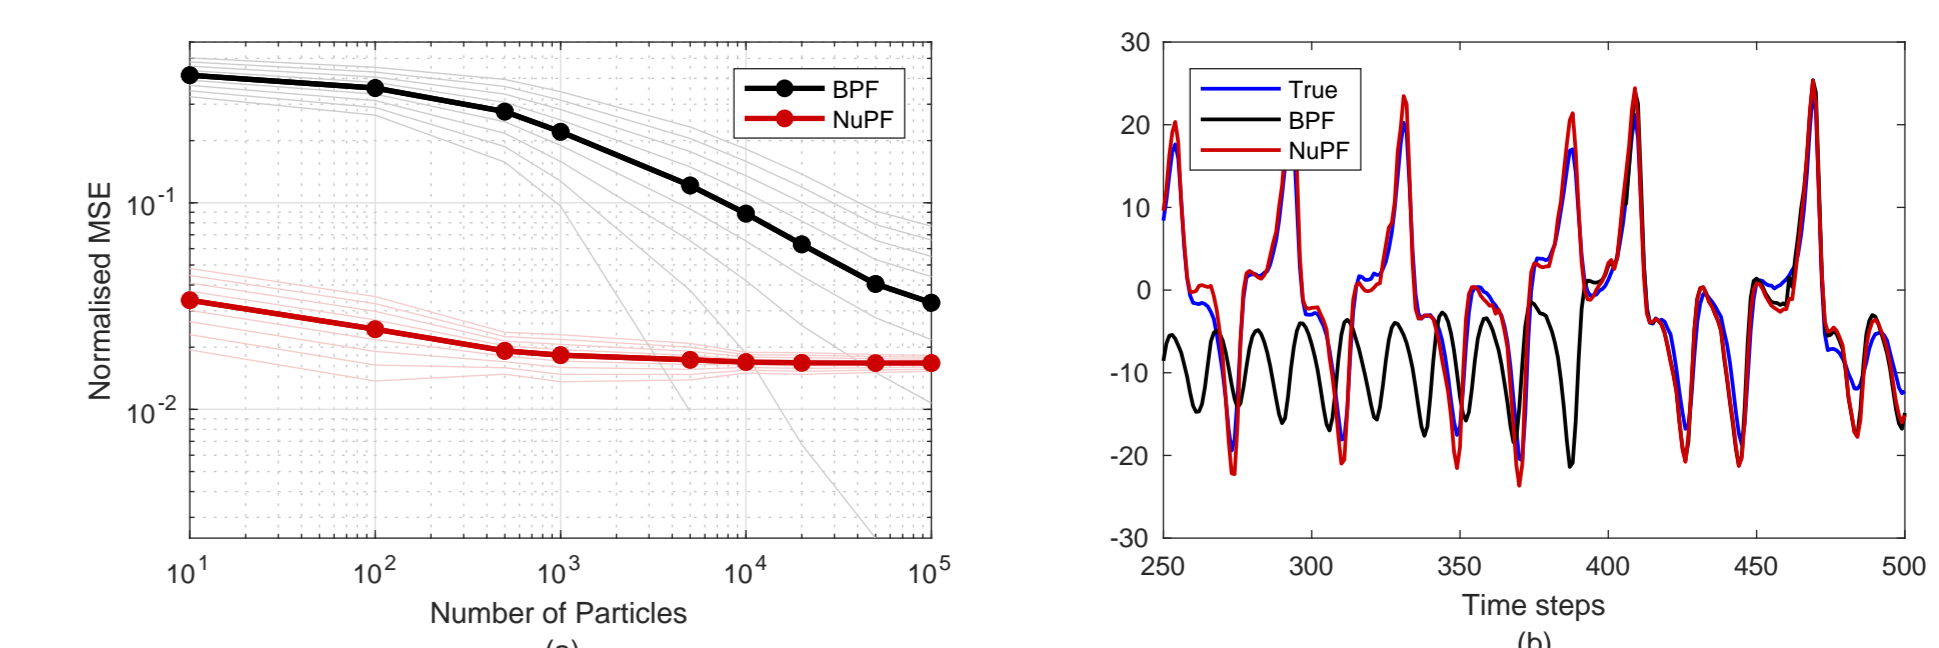 BPF
NuPF
Normalised MSE
10^-1
10^-2
10^1 10^2 10^3 10^4 10^5
Number of Particles
30
20
10
0
-10
-20
-30
True
BPF
NuPF
250 300 350 400 450 500
Time steps